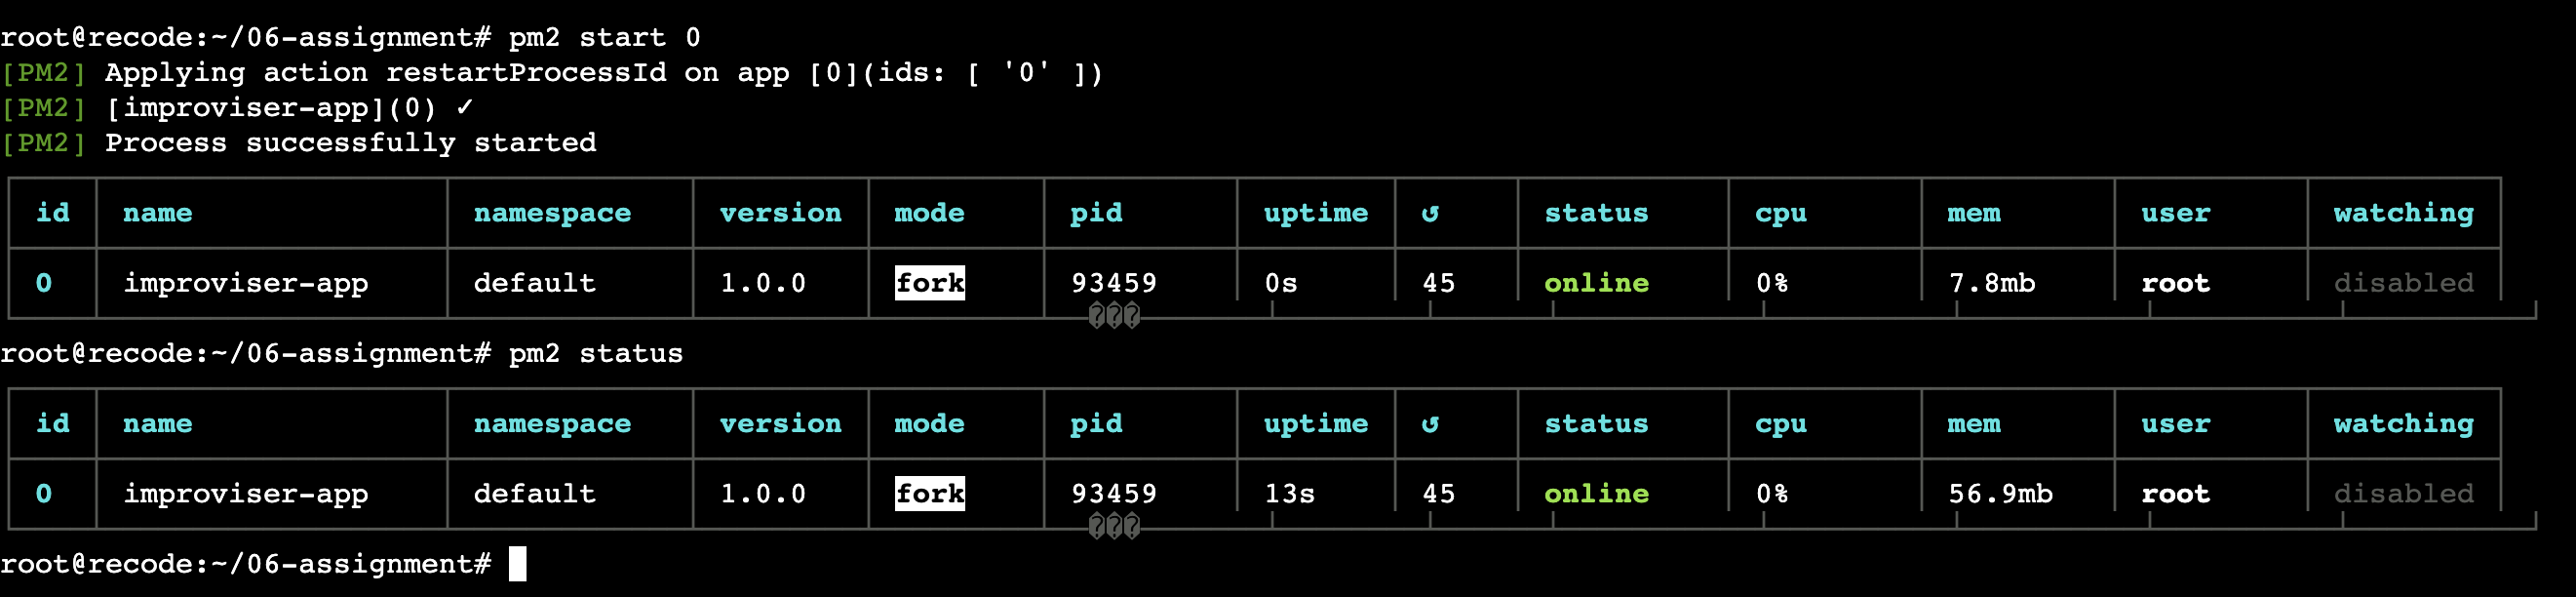 root@recode:~/06-assignment# pm2 start 0
[PM2] Applying action restartProcessId on app [0](ids: [ '0' ])
[PM2] [improviser-app](0) ✓
[PM2] Process successfully started
id name namespace version mode pid uptime ↺ status cpu mem user watching
0 improviser-app default 1.0.0 fork 93459 0s 45 online 0% 7.8mb root disabled
���
root@recode:~/06-assignment# pm2 status
id name namespace version mode pid uptime ↺ status cpu mem user watching
0 improviser-app default 1.0.0 fork 93459 13s 45 online 0% 56.9mb root disabled
���
root@recode:~/06-assignment#